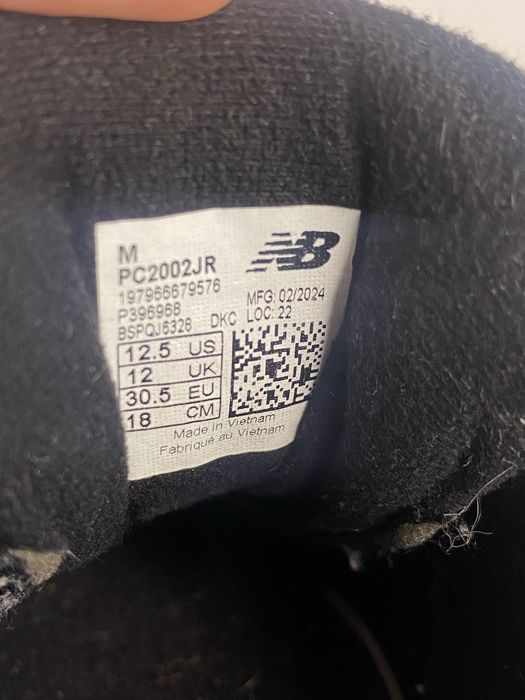 M
PC2002JR
NB
197966679576
MFG: 02/2024
P396968
BSPQJ6328 DKC LOC: 22
12.5 US
12 UK
30.5 EU
18 CM
Made in Vietnam
Fabriqué au Vietnam